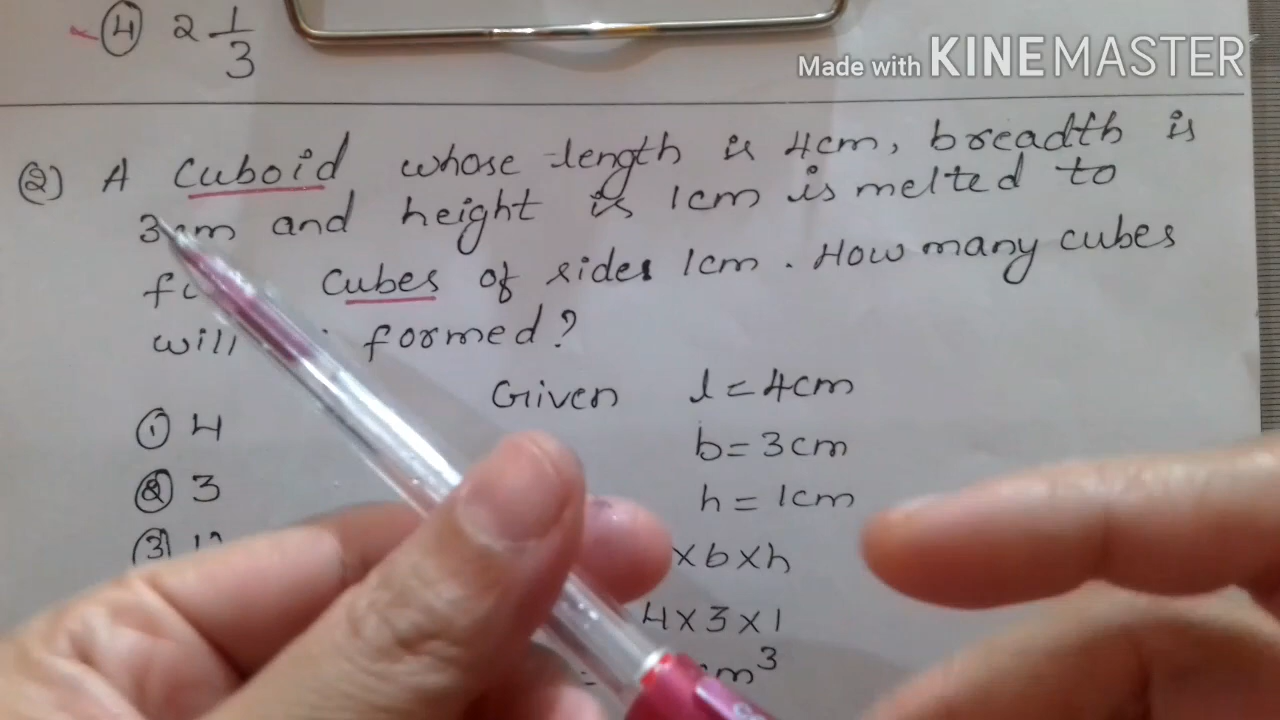 ④ 2 1/3
Made with KINEMASTER
Q) A cuboid whose length is 4cm, breadth is
3cm and height is 1cm is melted to
cubes of sides 1cm. How many cubes
will formed?
Given l = 4cm
① 4
b = 3cm
② 3
h = 1cm
③
×b×h
4×3×1